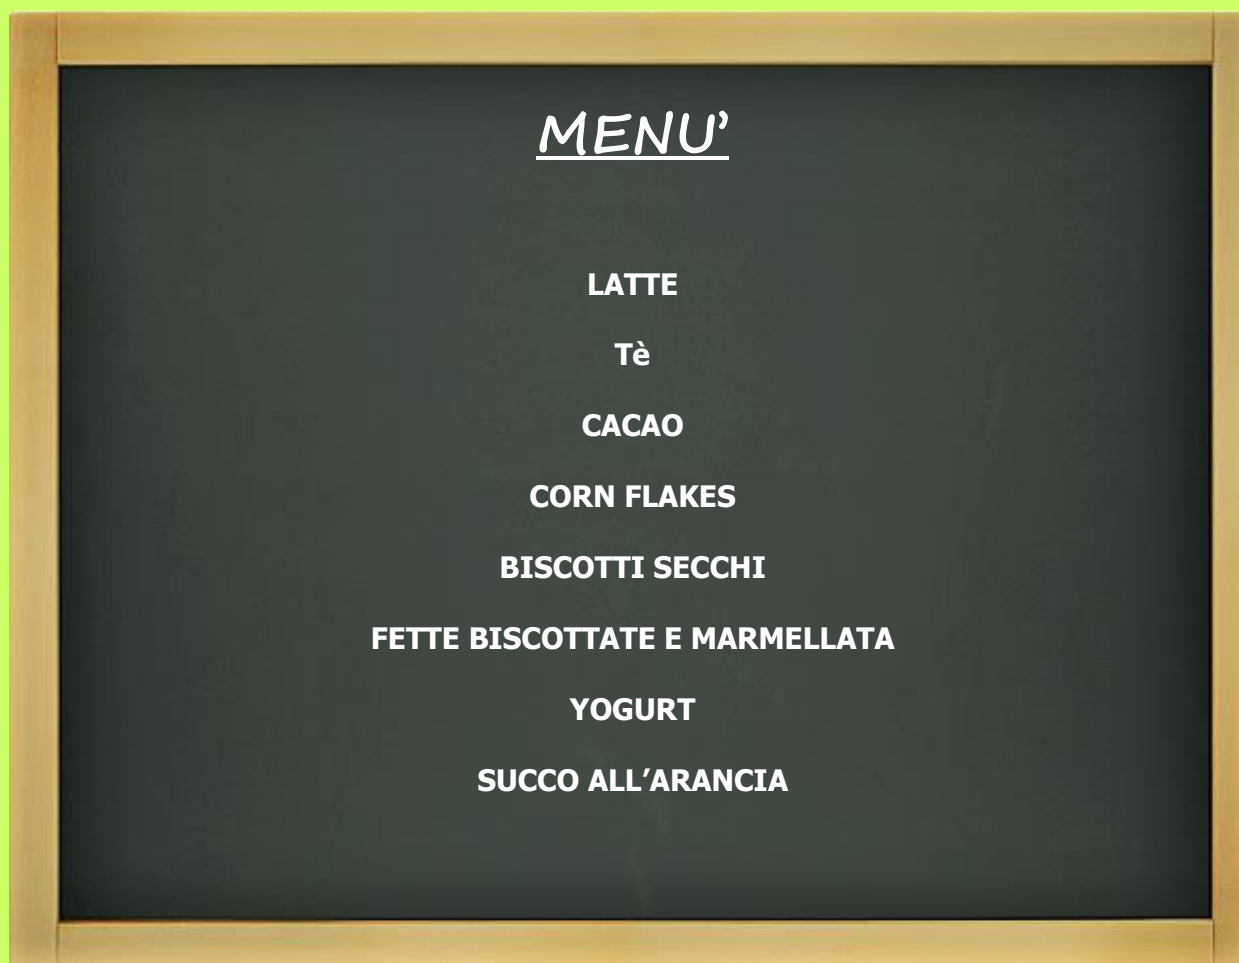 MENU’
LATTE
Tè
CACAO
CORN FLAKES
BISCOTTI SECCHI
FETTE BISCOTTATE E MARMELLATA
YOGURT
SUCCO ALL’ARANCIA